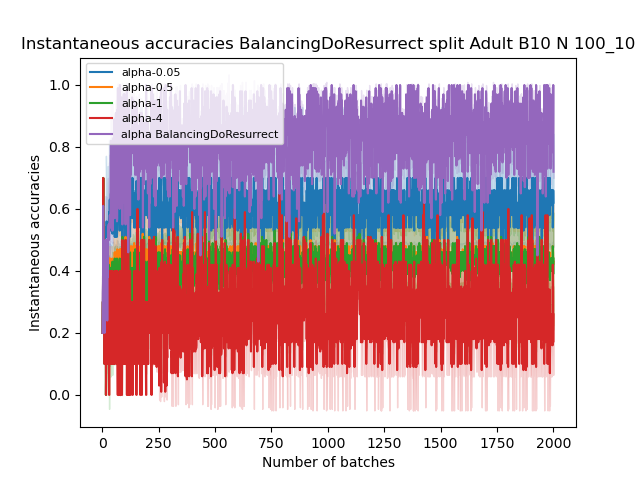 Instantaneous accuracies BalancingDoResurrect split Adult B10 N 100_10
alpha-0.05
alpha-0.5
alpha-1
alpha-4
alpha BalancingDoResurrect
Instantaneous accuracies
1.0
0.8
0.6
0.4
0.2
0.0
0 250 500 750 1000 1250 1500 1750 2000
Number of batches